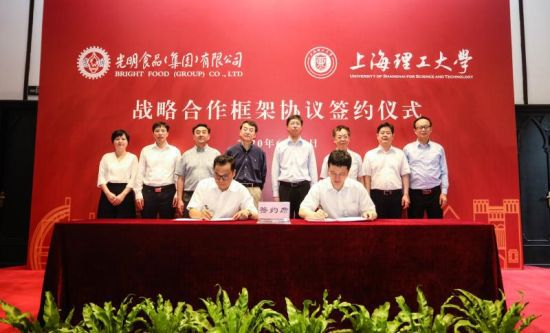 光明食品(集团)有限公司
BRIGHT FOOD (GROUP) CO., LTD
上海理工大學
UNIVERSITY OF SHANGHAI FOR SCIENCE AND TECHNOLOGY
战略合作框架协议签约仪式
签约席